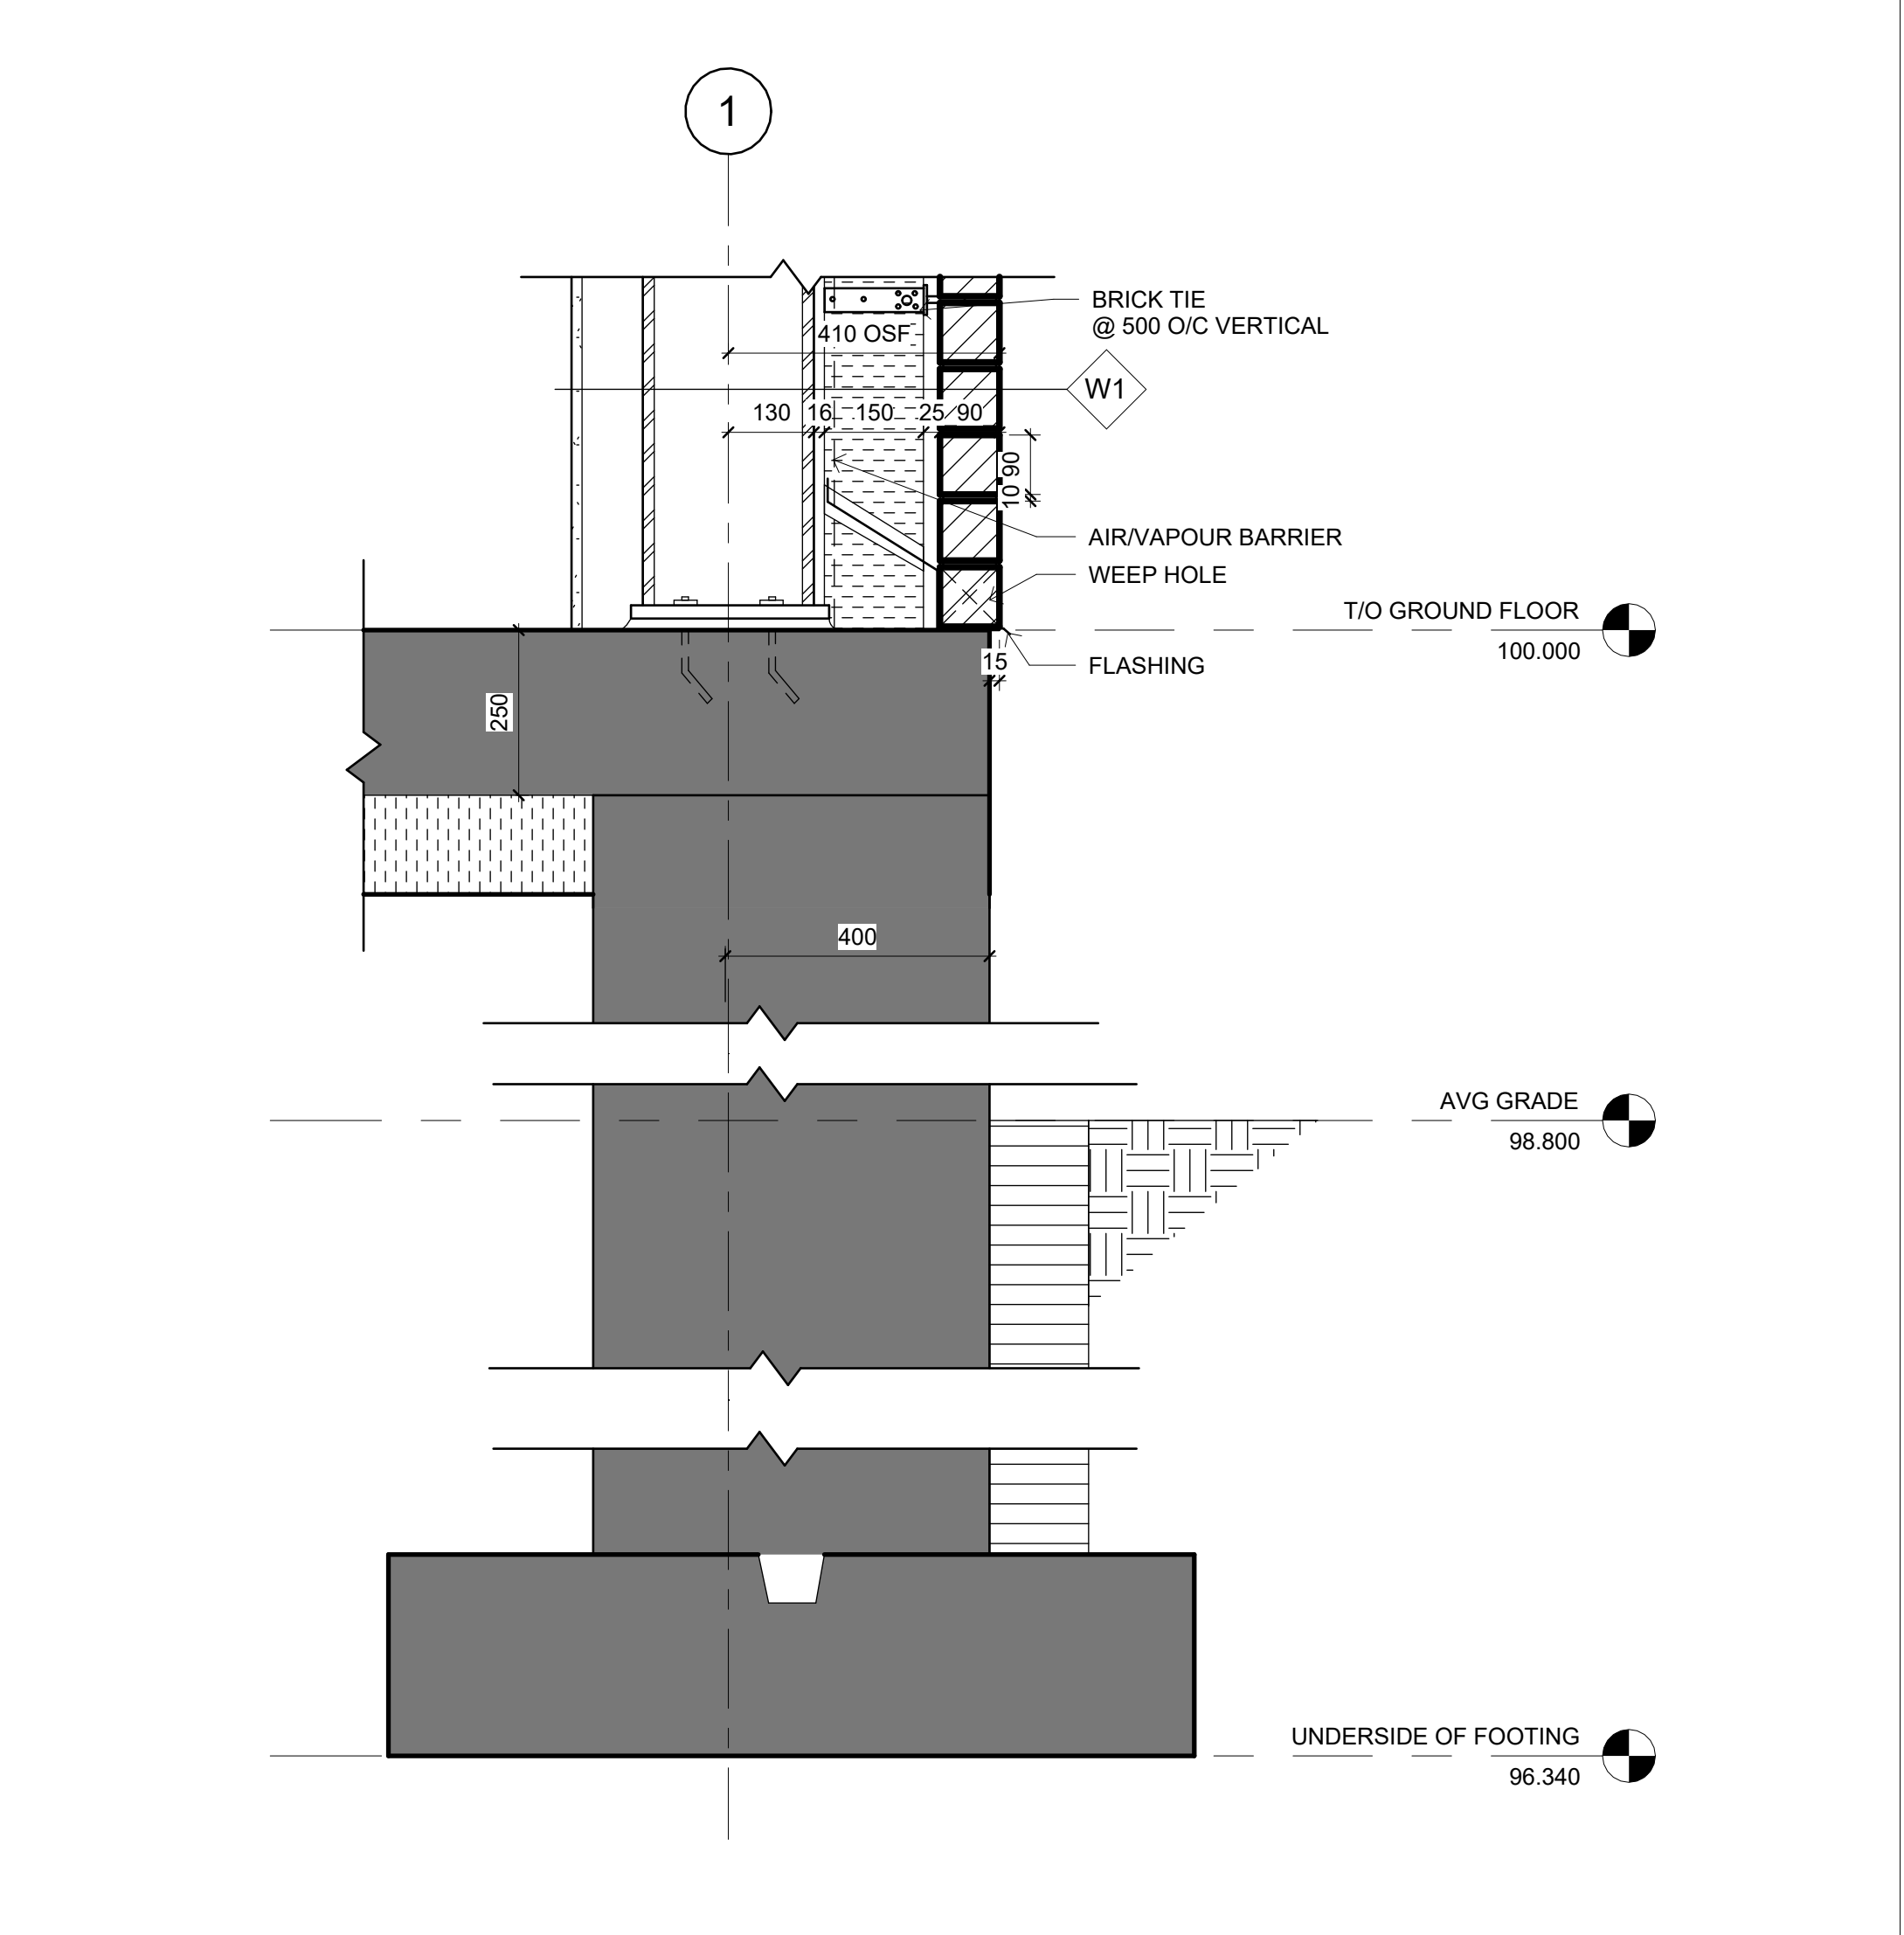 1
BRICK TIE
@ 500 O/C VERTICAL
410 OSF
W1
130 16 150 25 90
90
10
AIR/VAPOUR BARRIER
WEEP HOLE
T/O GROUND FLOOR
100.000
15
FLASHING
250
400
AVG GRADE
98.800
UNDERSIDE OF FOOTING
96.340